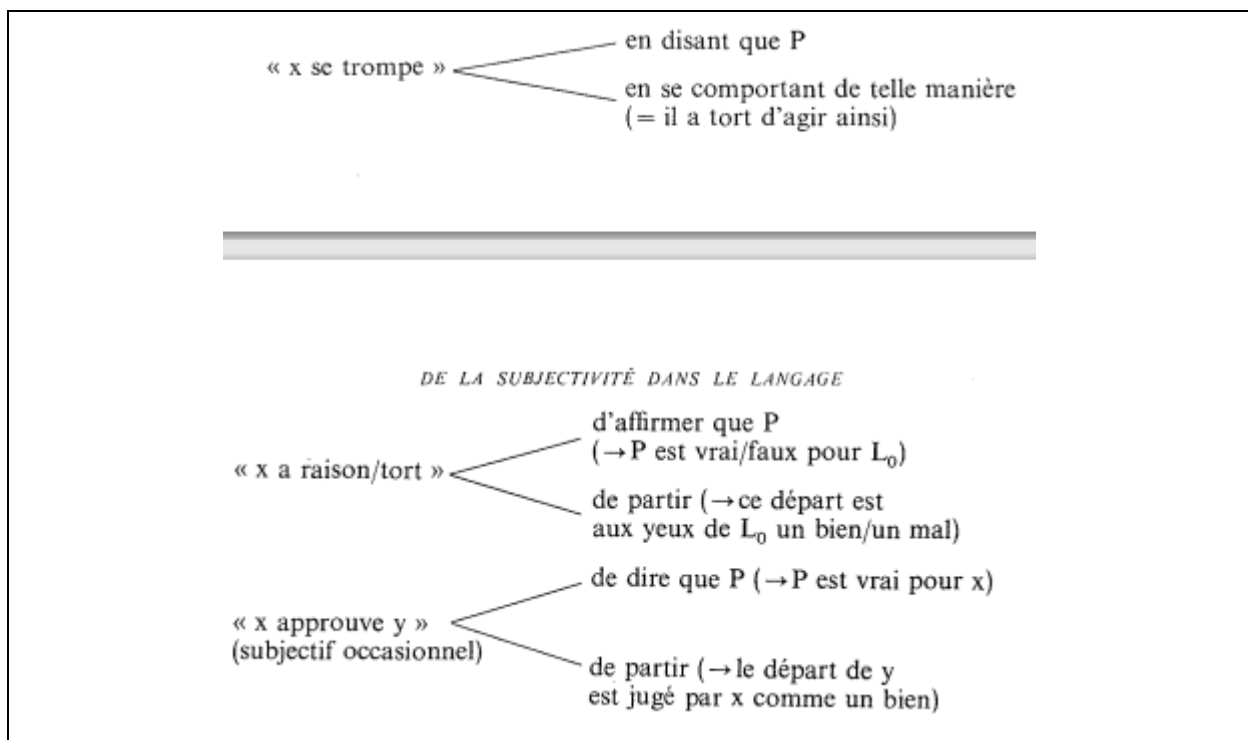 en disant que P
« x se trompe »
en se comportant de telle manière
(= il a tort d'agir ainsi)
DE LA SUBJECTIVITÉ DANS LE LANGAGE
d'affirmer que P
(→P est vrai/faux pour L₀)
« x a raison/tort »
de partir (→ce départ est
aux yeux de L₀ un bien/un mal)
de dire que P (→P est vrai pour x)
« x approuve y »
(subjectif occasionnel)
de partir (→le départ de y
est jugé par x comme un bien)